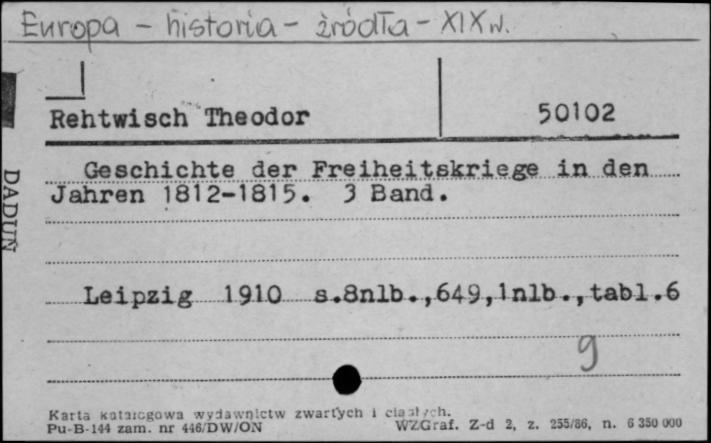 Europa - historia - źródła - XIX w.
Rehtwisch Theodor 50102
Geschichte der Freiheitskriege in den
Jahren 1812-1815. 3 Band.
DADUN
Leipzig 1910 s.8nlb.,649,1nlb.,tabl.6
9
Karta katalogowa wydawnictw zwartych i ciągłych.
Pu-B-144 zam. nr 446/DW/ON WZGraf. Z-d 2, z. 255/86, n. 6 350 000